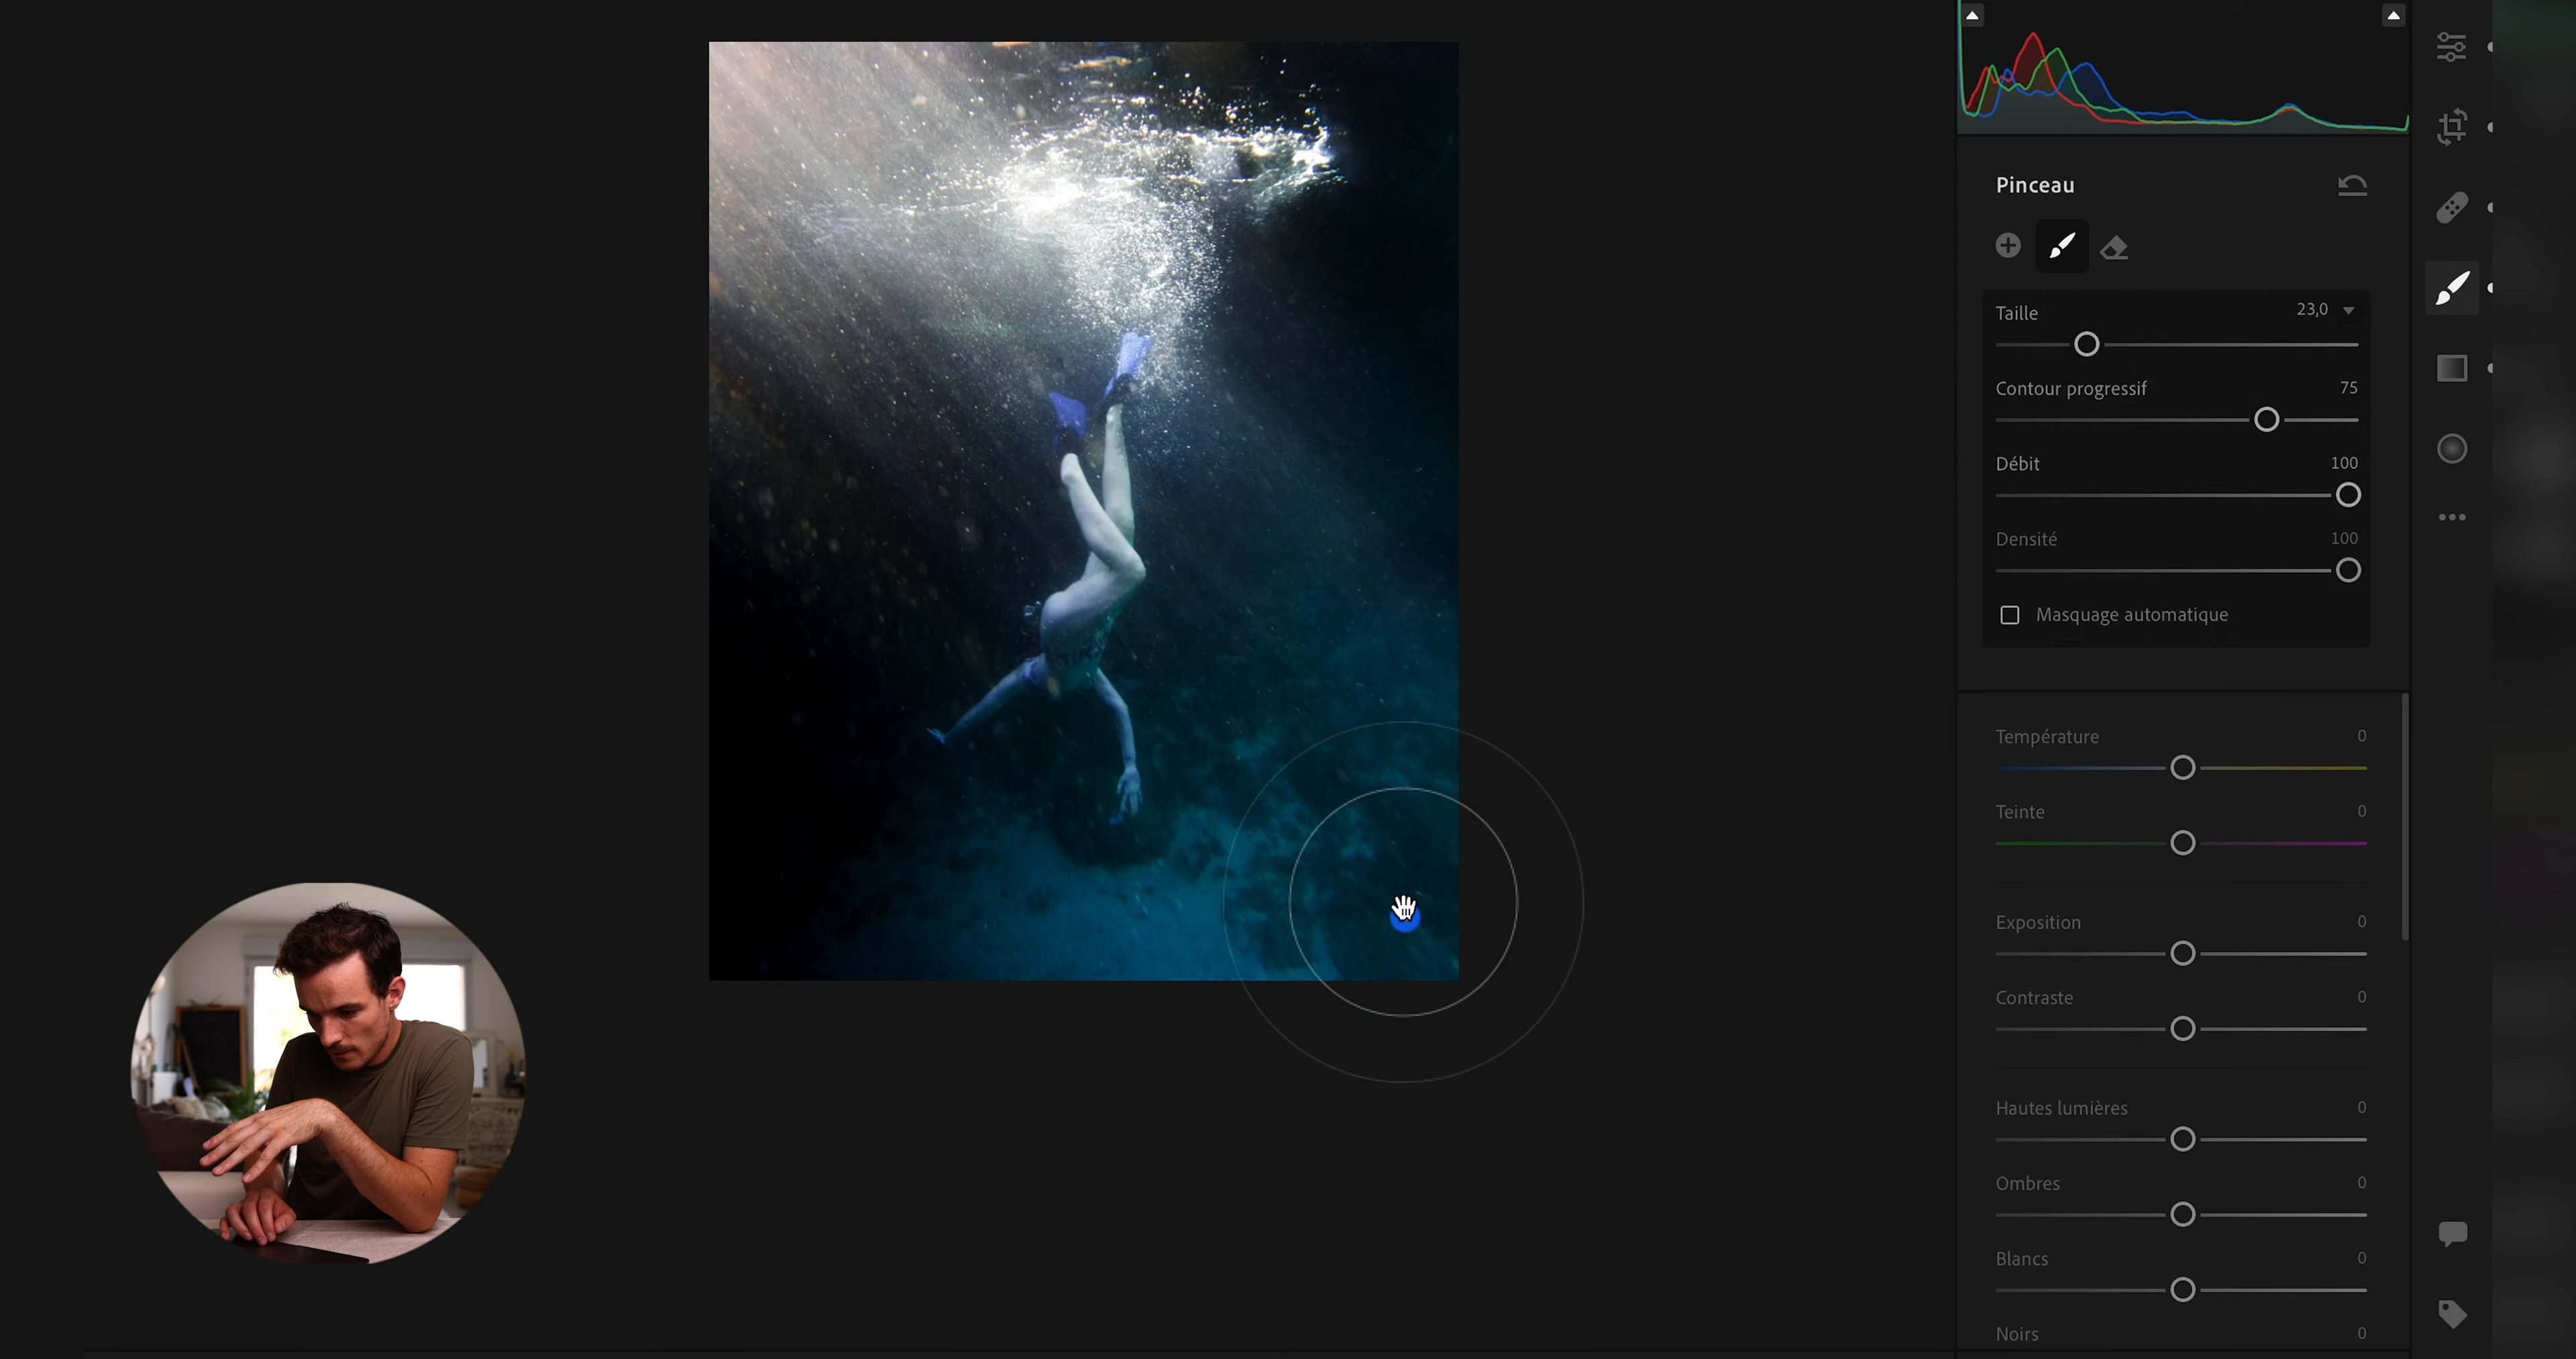 Pinceau
Taille 23,0
Contour progressif 75
Débit 100
Densité 100
Masquage automatique
Température 0
Teinte 0
Exposition 0
Contraste 0
Hautes lumières 0
Ombres 0
Blancs 0
Noirs 0